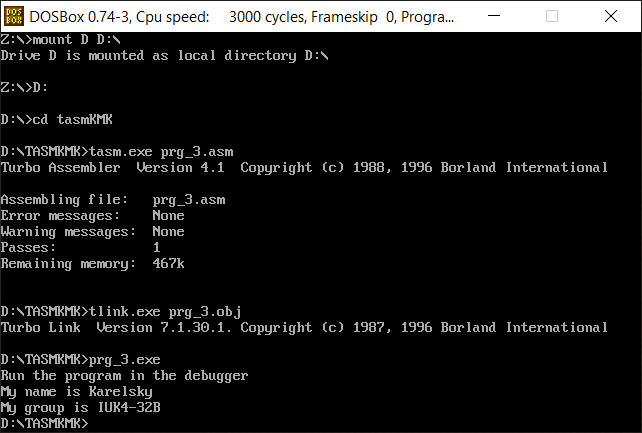 DOS
BOX
DOSBox 0.74-3, Cpu speed:    3000 cycles, Frameskip  0, Progra...
Z:\>mount D D:\
Drive D is mounted as local directory D:\
Z:\>D:
D:\>cd tasmKMK
D:\TASMKMK>tasm.exe prg_3.asm
Turbo Assembler  Version 4.1  Copyright (c) 1988, 1996 Borland International
Assembling file:   prg_3.asm
Error messages:    None
Warning messages:  None
Passes:            1
Remaining memory:  467k
D:\TASMKMK>tlink.exe prg_3.obj
Turbo Link  Version 7.1.30.1. Copyright (c) 1987, 1996 Borland International
D:\TASMKMK>prg_3.exe
Run the program in the debugger
My name is Karelsky
My group is IUK4-32B
D:\TASMKMK>